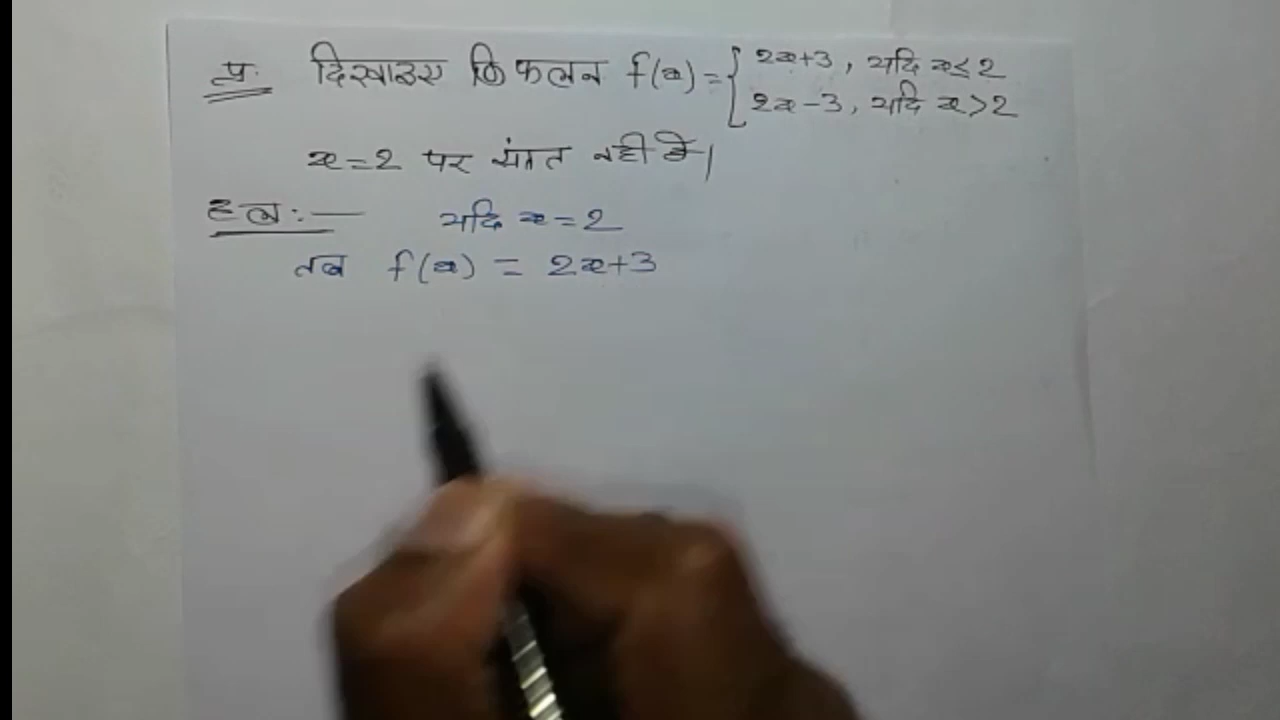 प्र. दिखाइए कि फलन f(x) = { 2x+3, यदि x≤2
2x-3, यदि x>2
x=2 पर संतत नही है।
हल:— यदि x=2
तब f(x) = 2x+3